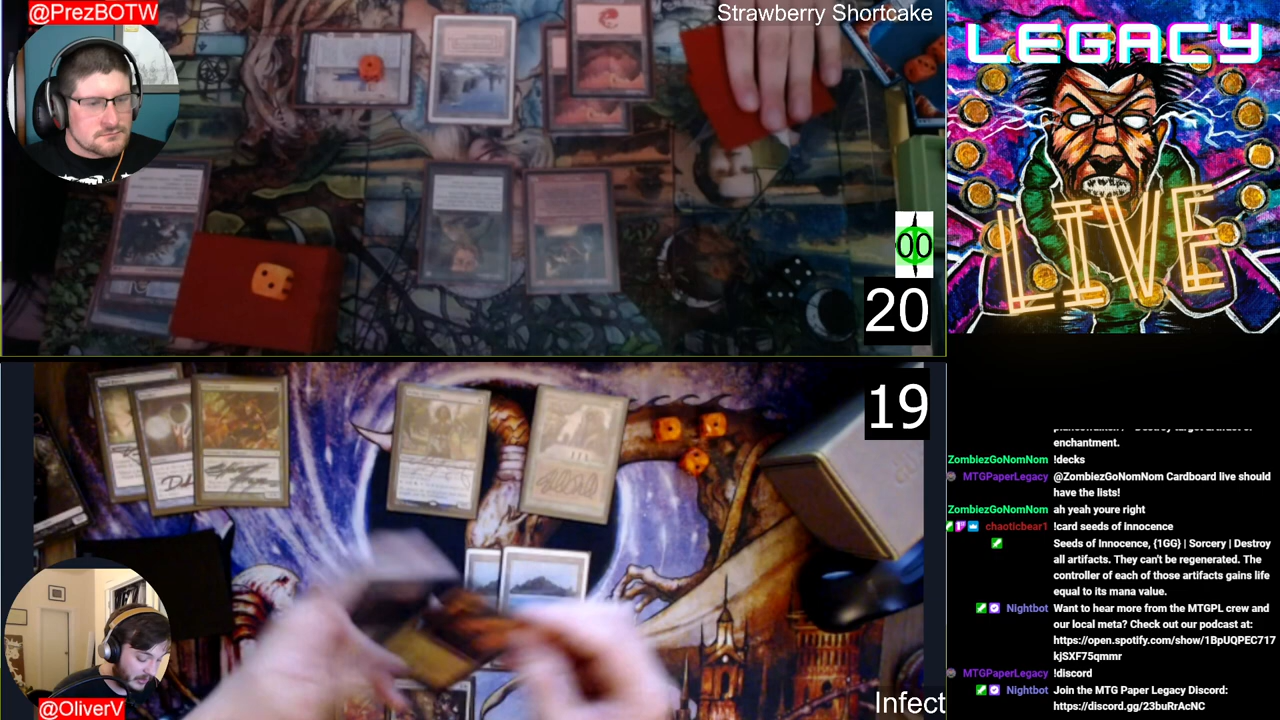 @PrezBOTW
Strawberry Shortcake
LEGACY
LIVE
00
20
19
enchantment.
ZombiezGoNomNom !decks
MTGPaperLegacy @ZombiezGoNomNom Cardboard live should
have the lists!
ZombiezGoNomNom ah yeah youre right
chaoticbear1 !card seeds of Innocence
Seeds of Innocence, {1GG} | Sorcery | Destroy
all artifacts. They can't be regenerated. The
controller of each of those artifacts gains life
equal to its mana value.
Nightbot Want to hear more from the MTGPL crew and
our local meta? Check out our podcast at:
https://open.spotify.com/show/1BpUQPEC717
kjSXF75qmmr
MTGPaperLegacy !discord
Nightbot Join the MTG Paper Legacy Discord:
https://discord.gg/23buRrAcNC
@OliverV
Infect